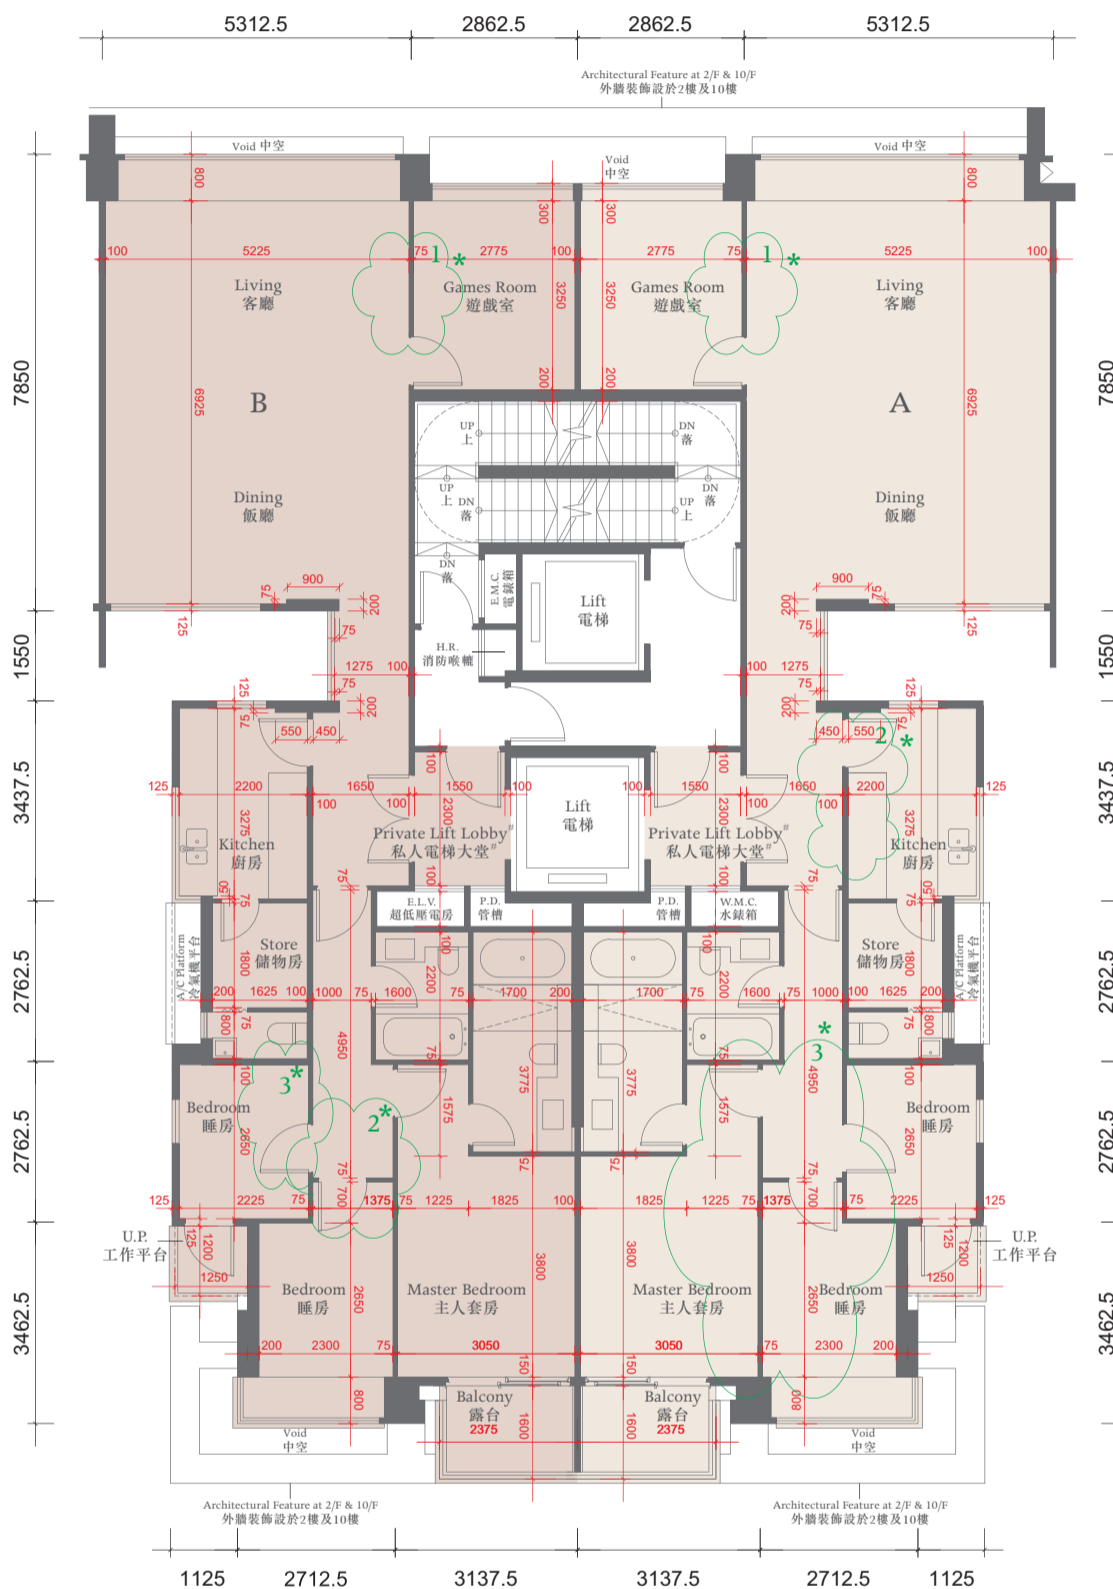 5312.5 2862.5 2862.5 5312.5
Architectural Feature at 2/F & 10/F
外牆裝飾設於2樓及10樓
Void 中空
Void
中空
Void 中空
800
300
300
800
100 5225 75 2775 100 2775 75 5225 100
1*
1*
Living
客廳
Games Room
遊戲室
Games Room
遊戲室
Living
客廳
3250
3250
7850
7850
200
200
6925
B
A
6925
UP
上
DN
落
UP
上
DN
落
DN
落
UP
上
Dining
飯廳
Dining
飯廳
DN
落
E.M.C.
電錶箱
Lift
電梯
900
75
200
125
900
75
200
125
H.R.
消防喉轆
1550
75
1275 100
75
200
100 1275
75
75
200
1550
125
75
550 450
450 550
125
75
2*
3437.5
125 2200 1650 100 1550 100
100 100
100 2300
100 1550 1650 100 2200 125
100
100 2300
3437.5
3275
3275
Lift
電梯
Kitchen
廚房
Private Lift Lobby#
私人電梯大堂#
Private Lift Lobby#
私人電梯大堂#
Kitchen
廚房
75
100
100
75
50
50
E.L.V.
超低壓電房
P.D.
管槽
P.D.
管槽
W.M.C.
水錶箱
A/C Platform
冷氣機平台
Store
儲物房
Store
儲物房
A/C Platform
冷氣機平台
100
100
2762.5
1800
2200
2200
1800
2762.5
200 1625 100 1000 75 1600 75 1700 200 1700 75 1600 75 1000 100 1625 200
75
800
75
800
4950
4950
*
3
3*
100
75
75
100
3775
3775
Bedroom
睡房
2*
1575
1575
Bedroom
睡房
2762.5
2650
2650
2762.5
75
75
75
75
125 2225 75 700 1375 75 1225 1825 100 1825 1225 75 1375 700 75 2225 125
U.P.
工作平台
125
1200
1250
125
1200
1250
U.P.
工作平台
3800
3800
Bedroom
睡房
Master Bedroom
主人套房
Master Bedroom
主人套房
Bedroom
睡房
3462.5
2650
2650
3462.5
200 2300 75 3050 3050 75 2300 200
150
150
800
800
Balcony
露台
2375
Balcony
露台
2375
1600
1600
Void
中空
Void
中空
Architectural Feature at 2/F & 10/F
外牆裝飾設於2樓及10樓
Architectural Feature at 2/F & 10/F
外牆裝飾設於2樓及10樓
1125 2712.5 3137.5 3137.5 2712.5 1125